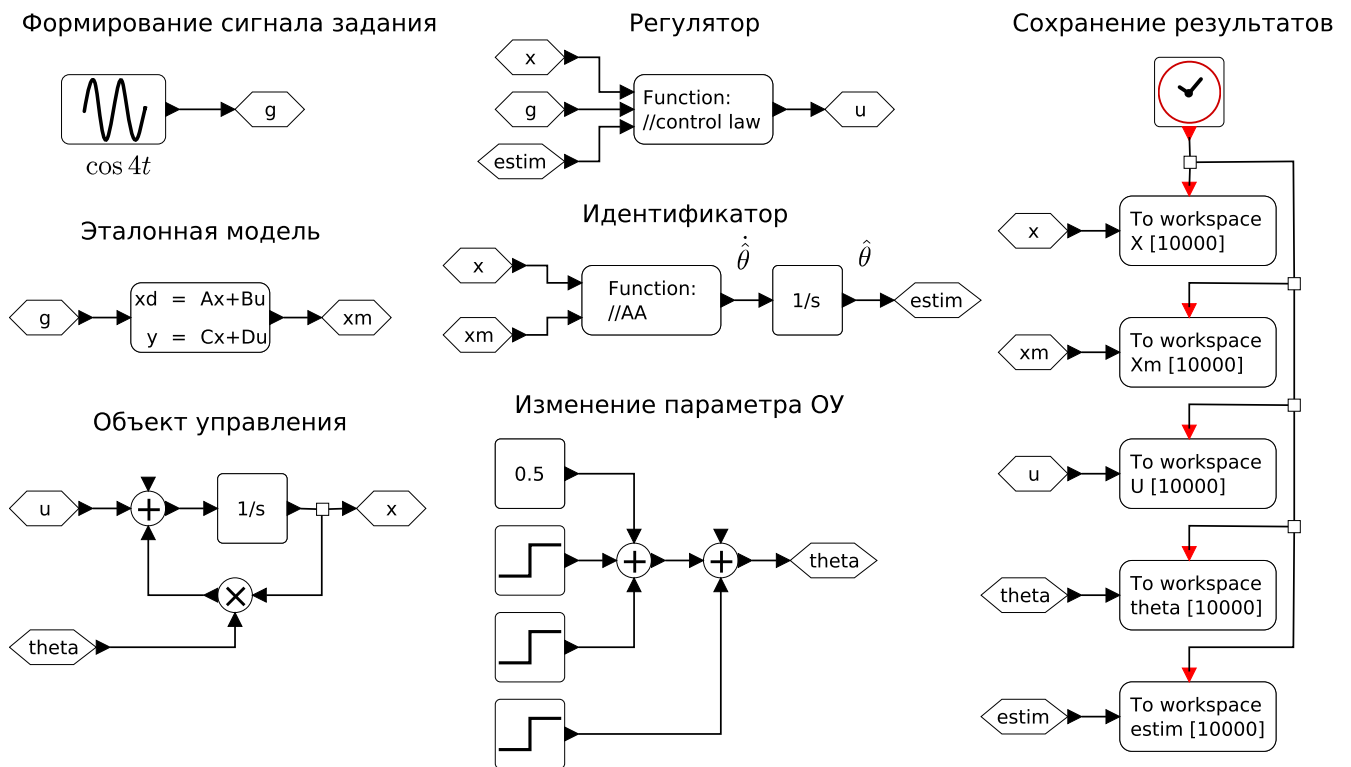 Формирование сигнала задания
g
cos 4t
Эталонная модель
g
xd = Ax+Bu
y = Cx+Du
xm
Объект управления
u
+
1/s
x
×
theta
Регулятор
x
g
estim
Function:
//control law
u
Идентификатор
x
xm
Function:
//AA
θ̂̇
1/s
θ̂
estim
Изменение параметра ОУ
0.5
+
+
theta
Сохранение результатов
x
To workspace
X [10000]
xm
To workspace
Xm [10000]
u
To workspace
U [10000]
theta
To workspace
theta [10000]
estim
To workspace
estim [10000]